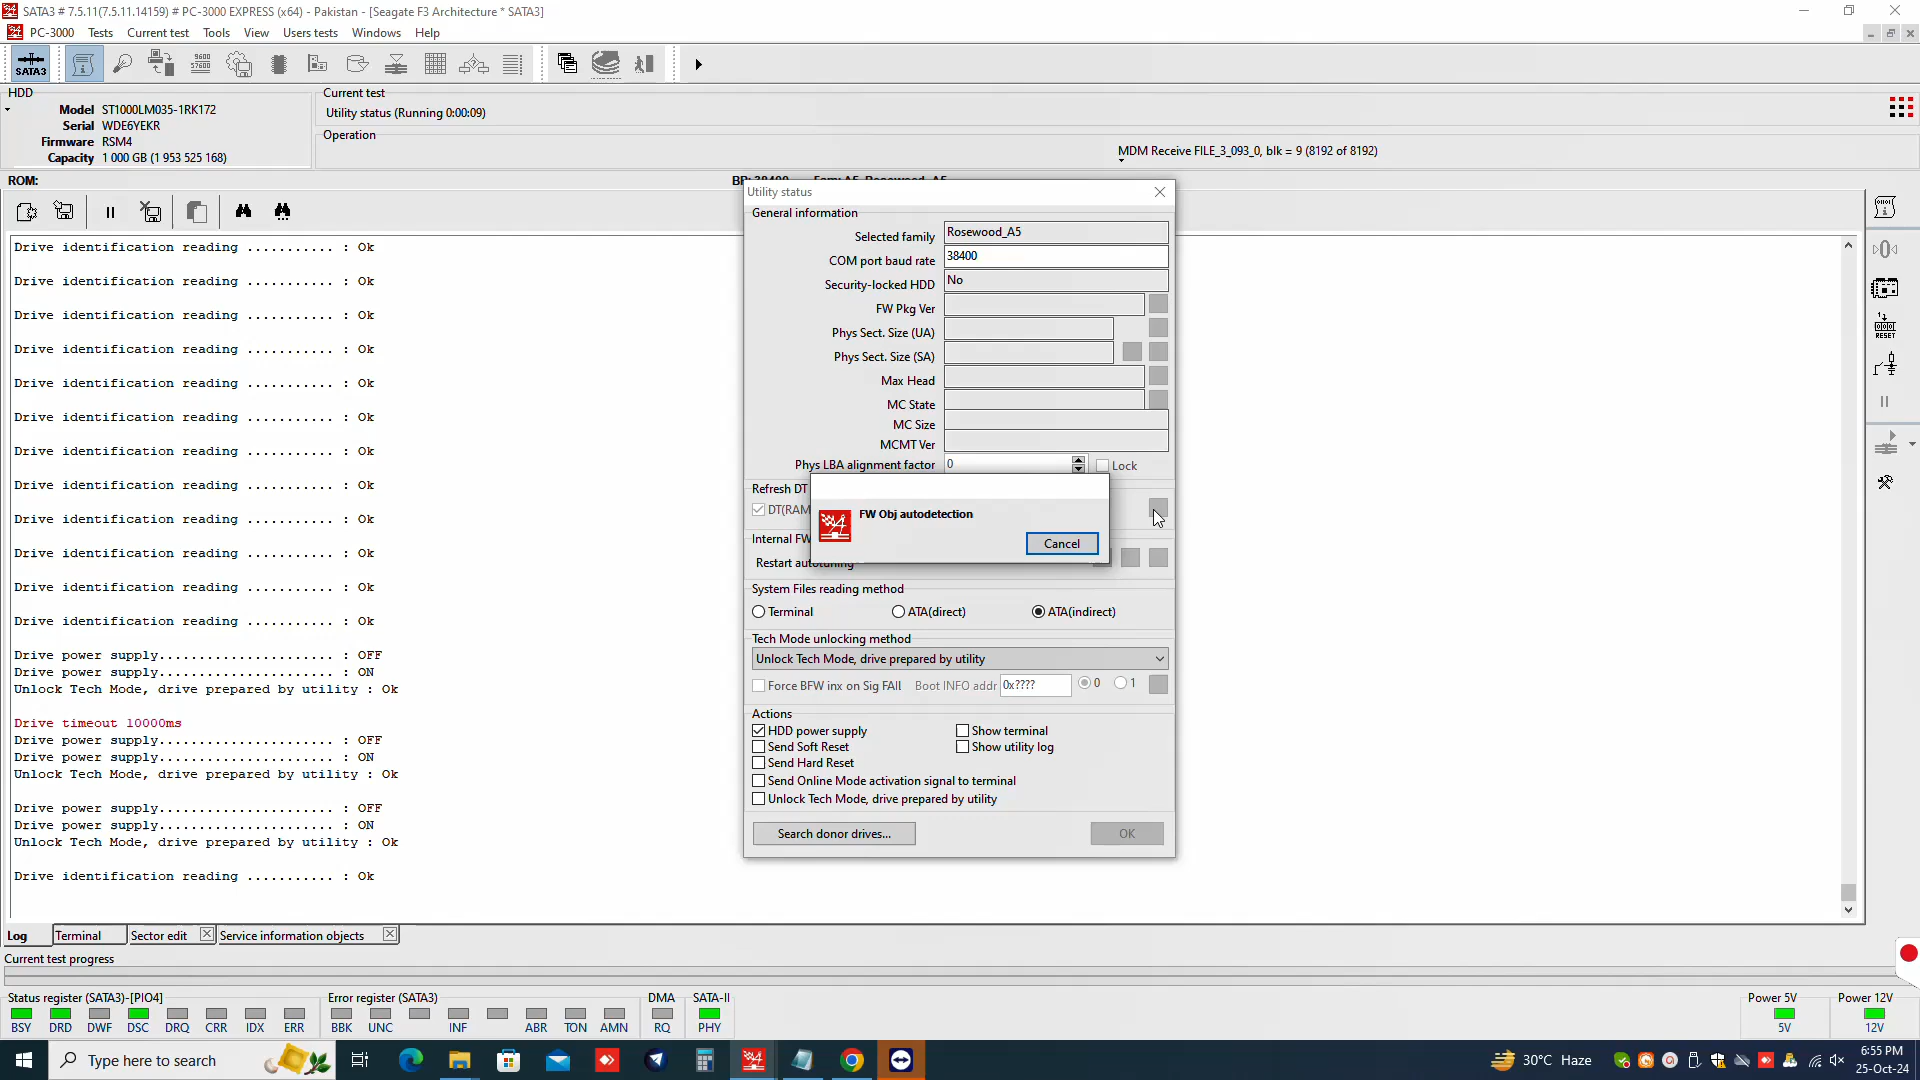 SATA3 # 7.5.11(7.5.11.14159) # PC-3000 EXPRESS (x64) - Pakistan - [Seagate F3 Architecture * SATA3]
PC-3000 Tests Current test Tools View Users tests Windows Help
SATA3
HDD
Model ST1000LM035-1RK172
Serial WDE6YEKR
Firmware RSM4
Capacity 1 000 GB (1 953 525 168)
Current test
Utility status (Running 0:00:09)
Operation
MDM Receive FILE_3_093_0, blk = 9 (8192 of 8192)
ROM:
Drive identification reading ........... : Ok
Drive identification reading ........... : Ok
Drive identification reading ........... : Ok
Drive identification reading ........... : Ok
Drive identification reading ........... : Ok
Drive identification reading ........... : Ok
Drive identification reading ........... : Ok
Drive identification reading ........... : Ok
Drive identification reading ........... : Ok
Drive identification reading ........... : Ok
Drive identification reading ........... : Ok
Drive identification reading ........... : Ok
Drive power supply...................... : OFF
Drive power supply...................... : ON
Unlock Tech Mode, drive prepared by utility : Ok
Drive timeout 10000ms
Drive power supply...................... : OFF
Drive power supply...................... : ON
Unlock Tech Mode, drive prepared by utility : Ok
Drive power supply...................... : OFF
Drive power supply...................... : ON
Unlock Tech Mode, drive prepared by utility : Ok
Drive identification reading ........... : Ok
Utility status
General information
Selected family Rosewood_A5
COM port baud rate 38400
Security-locked HDD No
FW Pkg Ver
Phys Sect. Size (UA)
Phys Sect. Size (SA)
Max Head
MC State
MC Size
MCMT Ver
Phys LBA alignment factor 0 Lock
Refresh DT
DT(RAM
FW Obj autodetection
Cancel
Internal FW
Restart autotuning
System Files reading method
Terminal ATA(direct) ATA(indirect)
Tech Mode unlocking method
Unlock Tech Mode, drive prepared by utility
Force BFW inx on Sig FAIl Boot INFO addr 0x???? 0 1
Actions
HDD power supply Show terminal
Send Soft Reset Show utility log
Send Hard Reset
Send Online Mode activation signal to terminal
Unlock Tech Mode, drive prepared by utility
Search donor drives... OK
RESET
Log Terminal Sector edit Service information objects
Current test progress
Status register (SATA3)-[PIO4] Error register (SATA3) DMA SATA-II Power 5V Power 12V
BSY DRD DWF DSC DRQ CRR IDX ERR BBK UNC INF ABR TON AMN RQ PHY 5V 12V
Type here to search
30°C Haze
6:55 PM
25-Oct-24